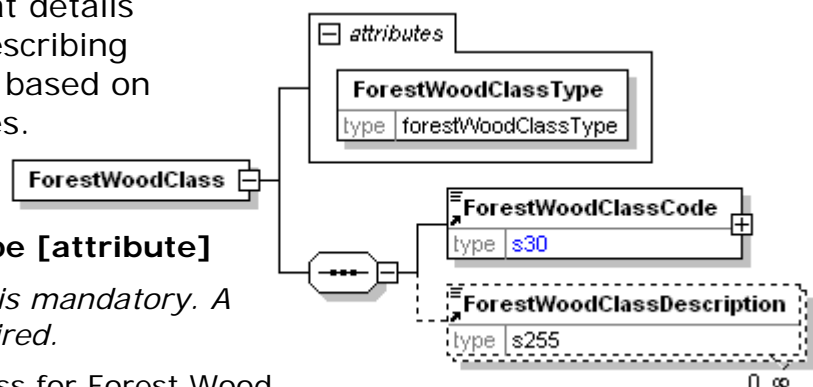 at details
escribing
based on
es.
pe [attribute]
is mandatory. A
ired.
ss for Forest Wood
attributes
ForestWoodClassType
type forestWoodClassType
ForestWoodClass
ForestWoodClassCode
type s30
ForestWoodClassDescription
type s255
0..∞